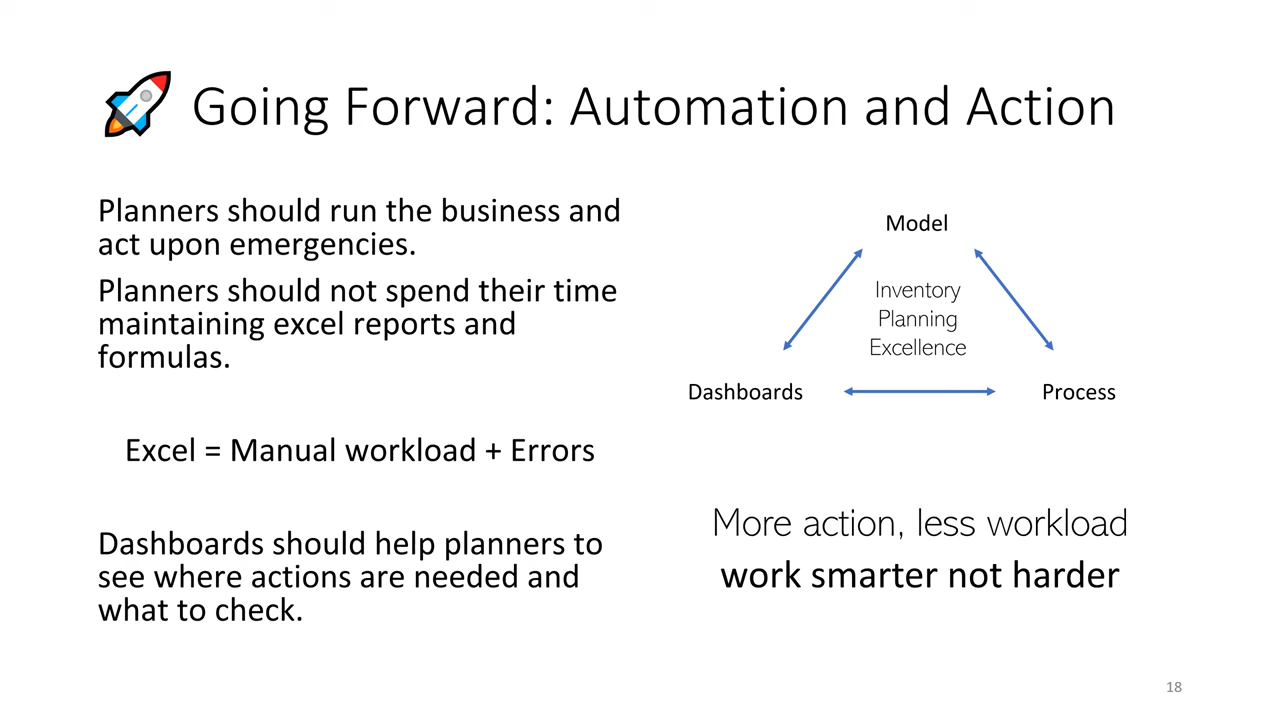 Going Forward: Automation and Action
Planners should run the business and
act upon emergencies.
Planners should not spend their time
maintaining excel reports and
formulas.
Excel = Manual workload + Errors
Dashboards should help planners to
see where actions are needed and
what to check.
Model
Inventory
Planning
Excellence
Dashboards
Process
More action, less workload
work smarter not harder
18